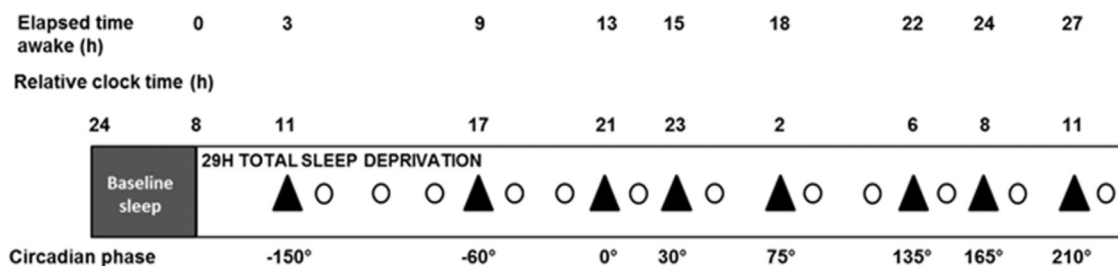 Elapsed time awake (h) 0 3 9 13 15 18 22 24 27
Relative clock time (h)
24 8 11 17 21 23 2 6 8 11
29H TOTAL SLEEP DEPRIVATION
Baseline
sleep
Circadian phase -150° -60° 0° 30° 75° 135° 165° 210°